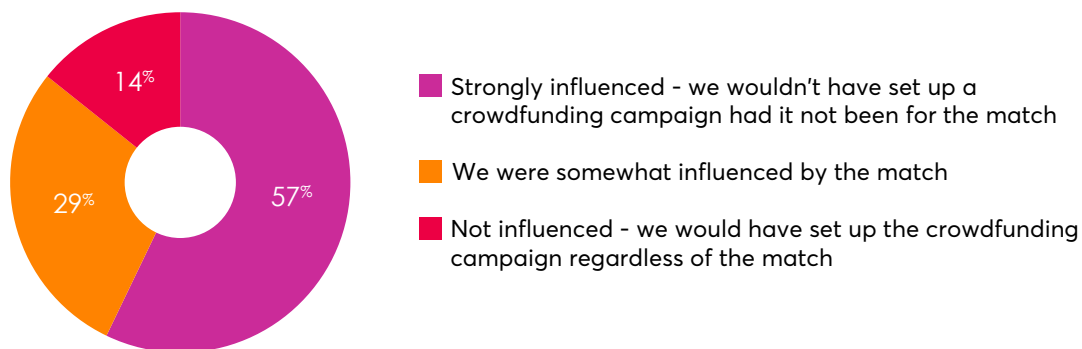 14%
29%
57%
Strongly influenced - we wouldn't have set up a
crowdfunding campaign had it not been for the match
We were somewhat influenced by the match
Not influenced - we would have set up the crowdfunding
campaign regardless of the match